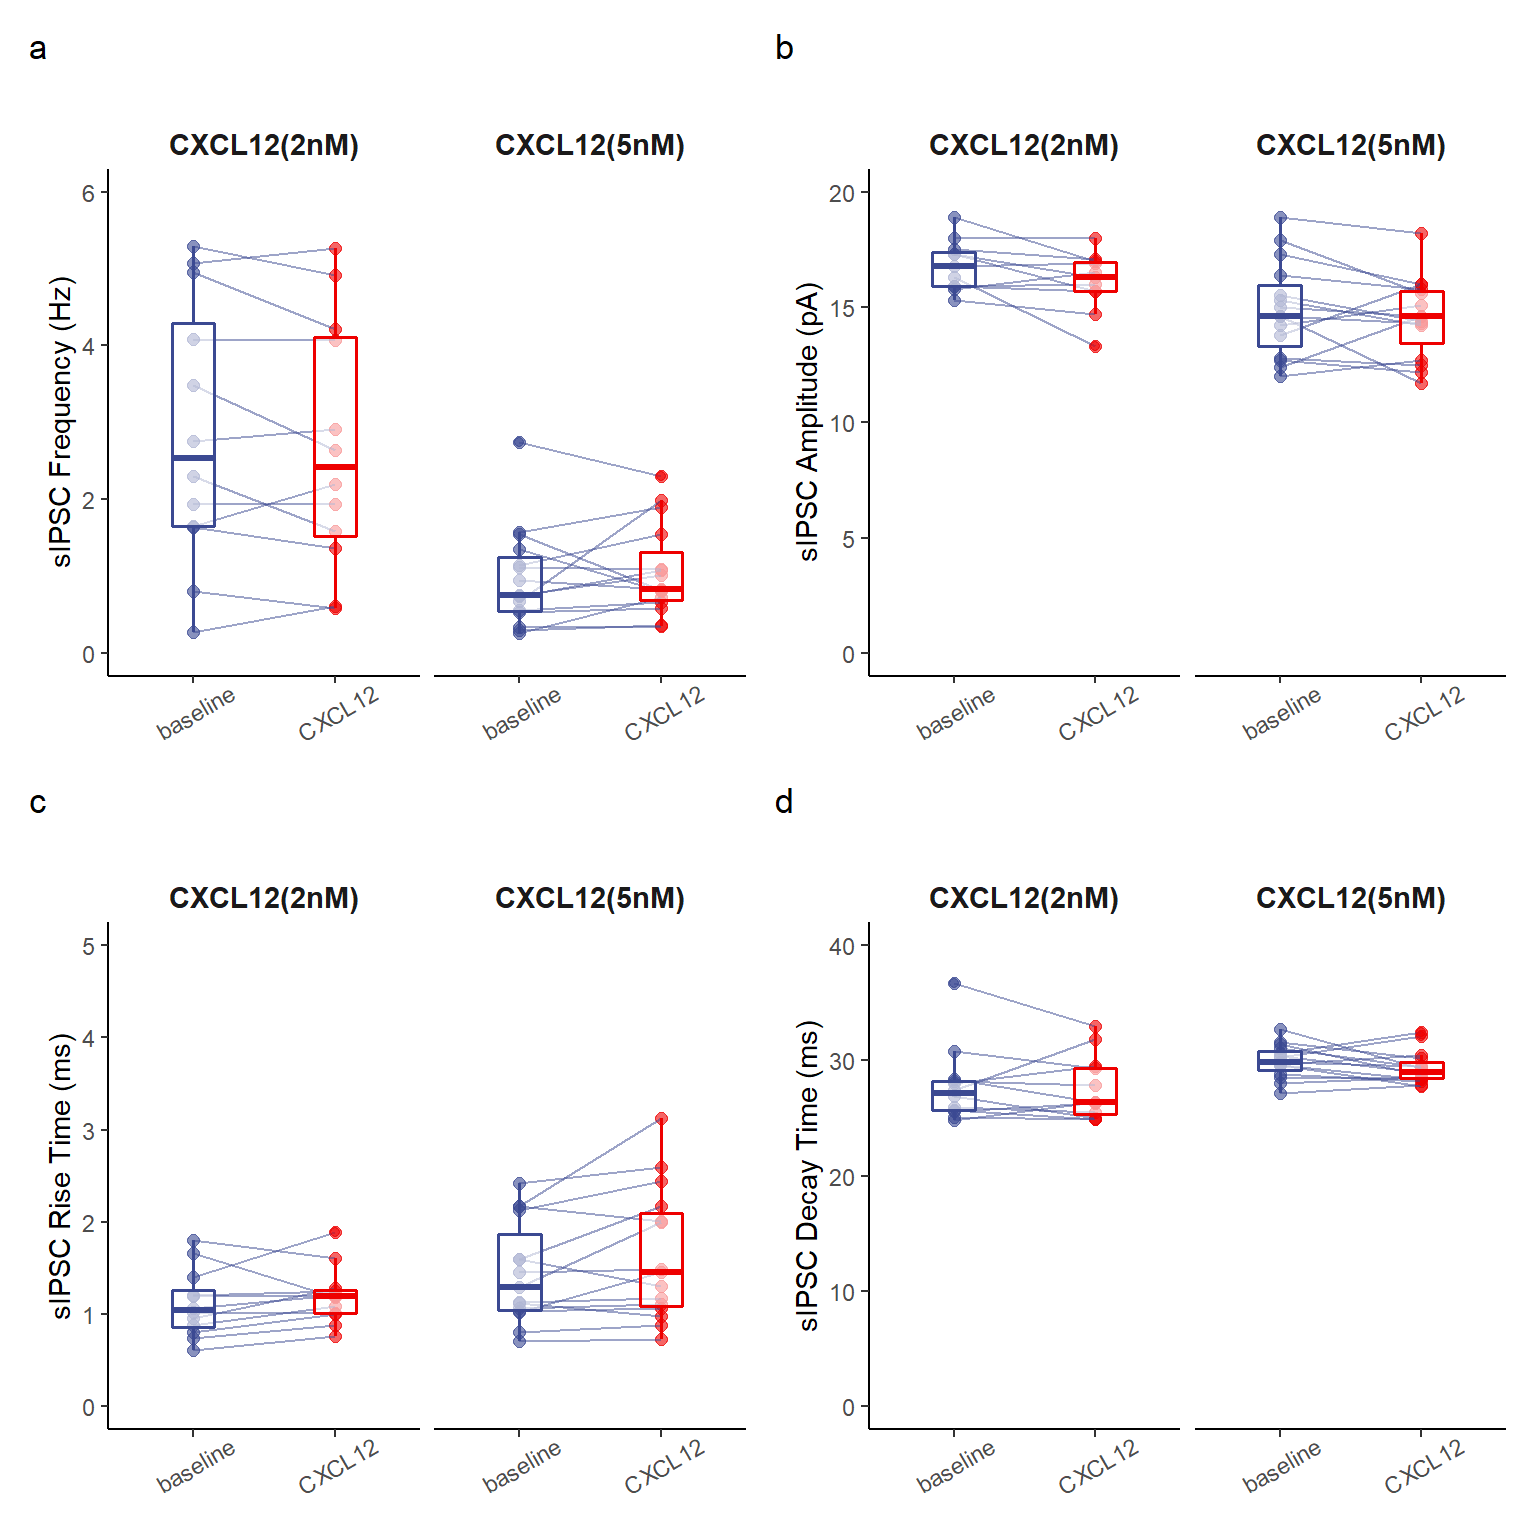 a
CXCL12(2nM)
CXCL12(5nM)
sIPSC Frequency (Hz)
6
4
2
0
baseline
CXCL12
baseline
CXCL12
b
CXCL12(2nM)
CXCL12(5nM)
sIPSC Amplitude (pA)
20
15
10
5
0
baseline
CXCL12
baseline
CXCL12
c
CXCL12(2nM)
CXCL12(5nM)
sIPSC Rise Time (ms)
5
4
3
2
1
0
baseline
CXCL12
baseline
CXCL12
d
CXCL12(2nM)
CXCL12(5nM)
sIPSC Decay Time (ms)
40
30
20
10
0
baseline
CXCL12
baseline
CXCL12